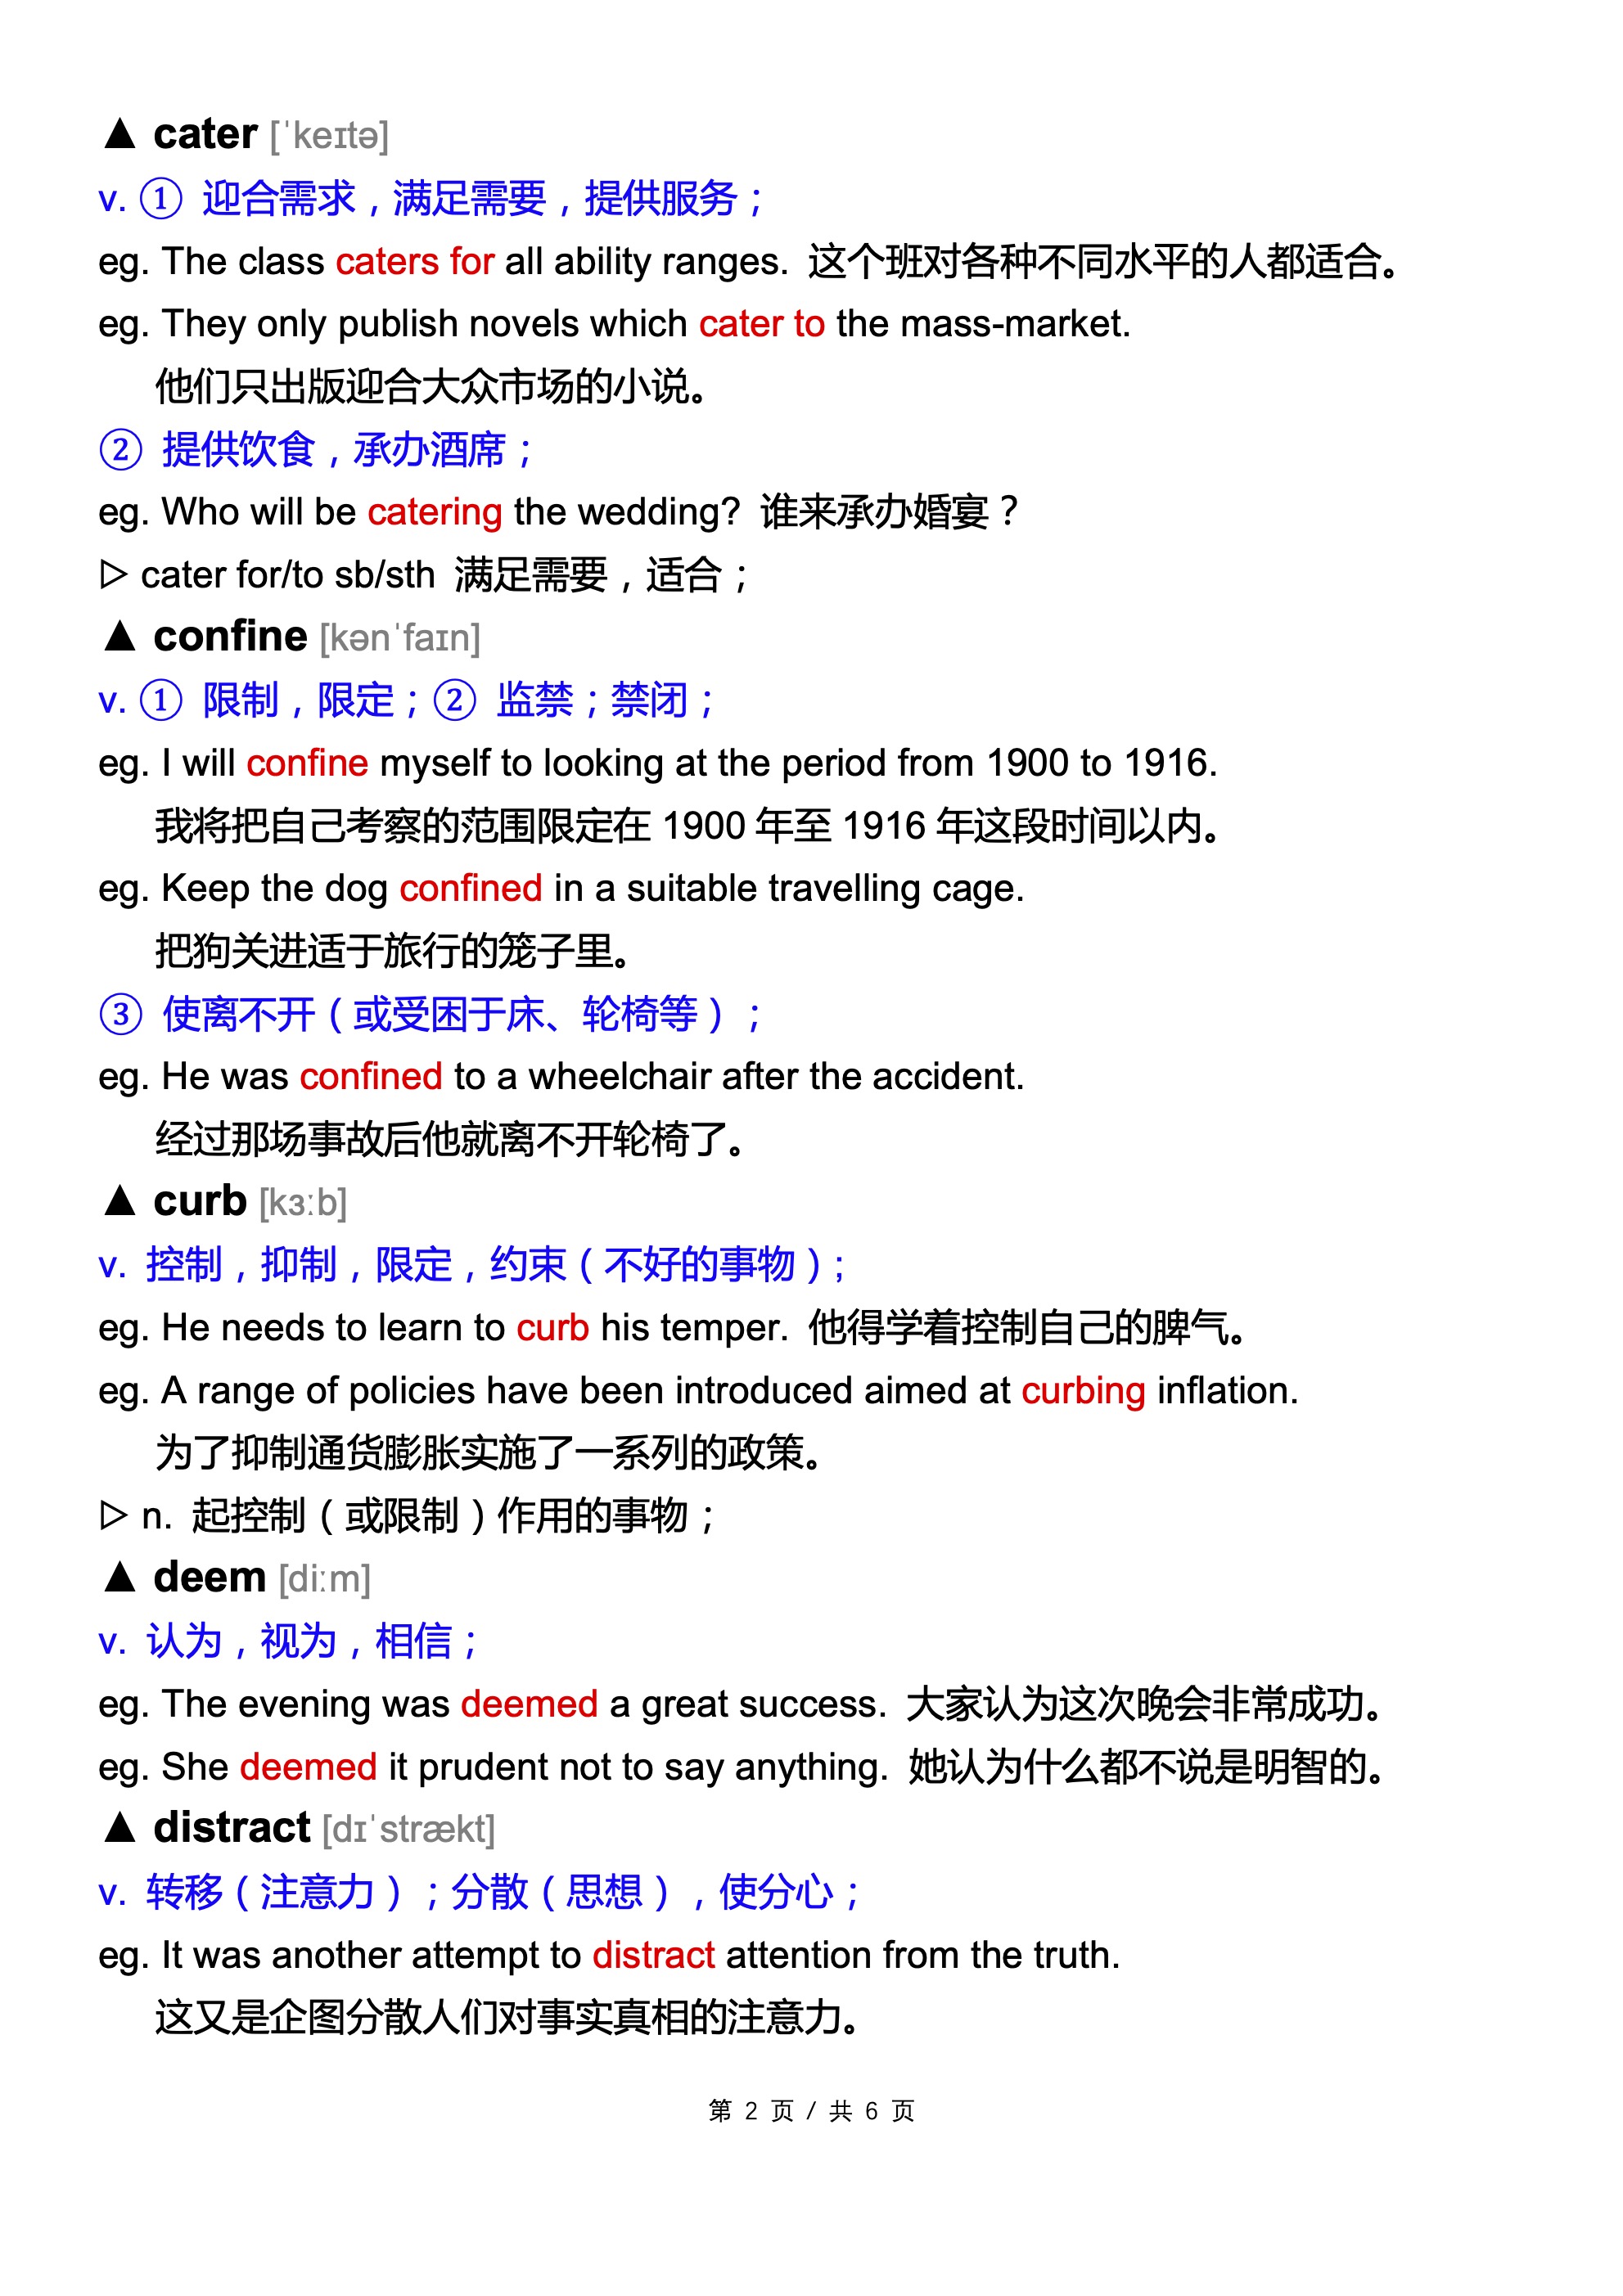 ▲ cater [ˈkeɪtə]
v. ① 迎合需求，满足需要，提供服务；
eg. The class caters for all ability ranges. 这个班对各种不同水平的人都适合。
eg. They only publish novels which cater to the mass-market.
他们只出版迎合大众市场的小说。
② 提供饮食，承办酒席；
eg. Who will be catering the wedding? 谁来承办婚宴？
▷ cater for/to sb/sth 满足需要，适合；
▲ confine [kənˈfaɪn]
v. ① 限制，限定；② 监禁；禁闭；
eg. I will confine myself to looking at the period from 1900 to 1916.
我将把自己考察的范围限定在 1900 年至 1916 年这段时间以内。
eg. Keep the dog confined in a suitable travelling cage.
把狗关进适于旅行的笼子里。
③ 使离不开（或受困于床、轮椅等）；
eg. He was confined to a wheelchair after the accident.
经过那场事故后他就离不开轮椅了。
▲ curb [kɜːb]
v. 控制，抑制，限定，约束（不好的事物）；
eg. He needs to learn to curb his temper. 他得学着控制自己的脾气。
eg. A range of policies have been introduced aimed at curbing inflation.
为了抑制通货膨胀实施了一系列的政策。
▷ n. 起控制（或限制）作用的事物；
▲ deem [diːm]
v. 认为，视为，相信；
eg. The evening was deemed a great success. 大家认为这次晚会非常成功。
eg. She deemed it prudent not to say anything. 她认为什么都不说是明智的。
▲ distract [dɪˈstrækt]
v. 转移（注意力）；分散（思想），使分心；
eg. It was another attempt to distract attention from the truth.
这又是企图分散人们对事实真相的注意力。
第 2 页 / 共 6 页